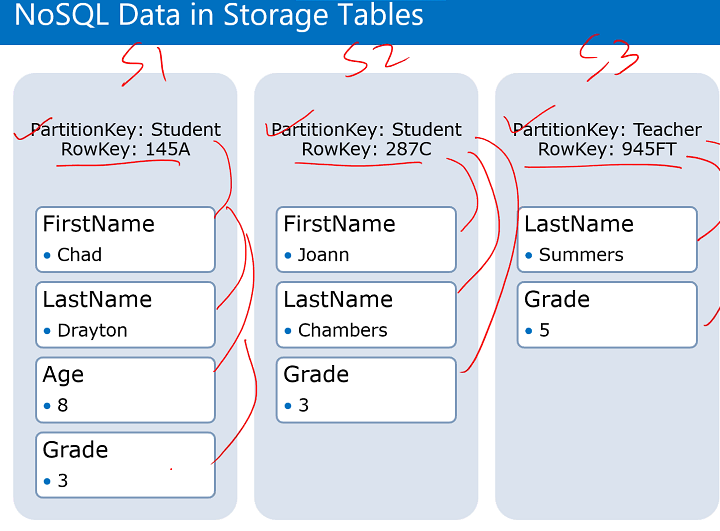 NoSQL Data in Storage Tables
S1
PartitionKey: Student
RowKey: 145A
FirstName
• Chad
LastName
• Drayton
Age
• 8
Grade
• 3
S2
PartitionKey: Student
RowKey: 287C
FirstName
• Joann
LastName
• Chambers
Grade
• 3
S3
PartitionKey: Teacher
RowKey: 945FT
LastName
• Summers
Grade
• 5